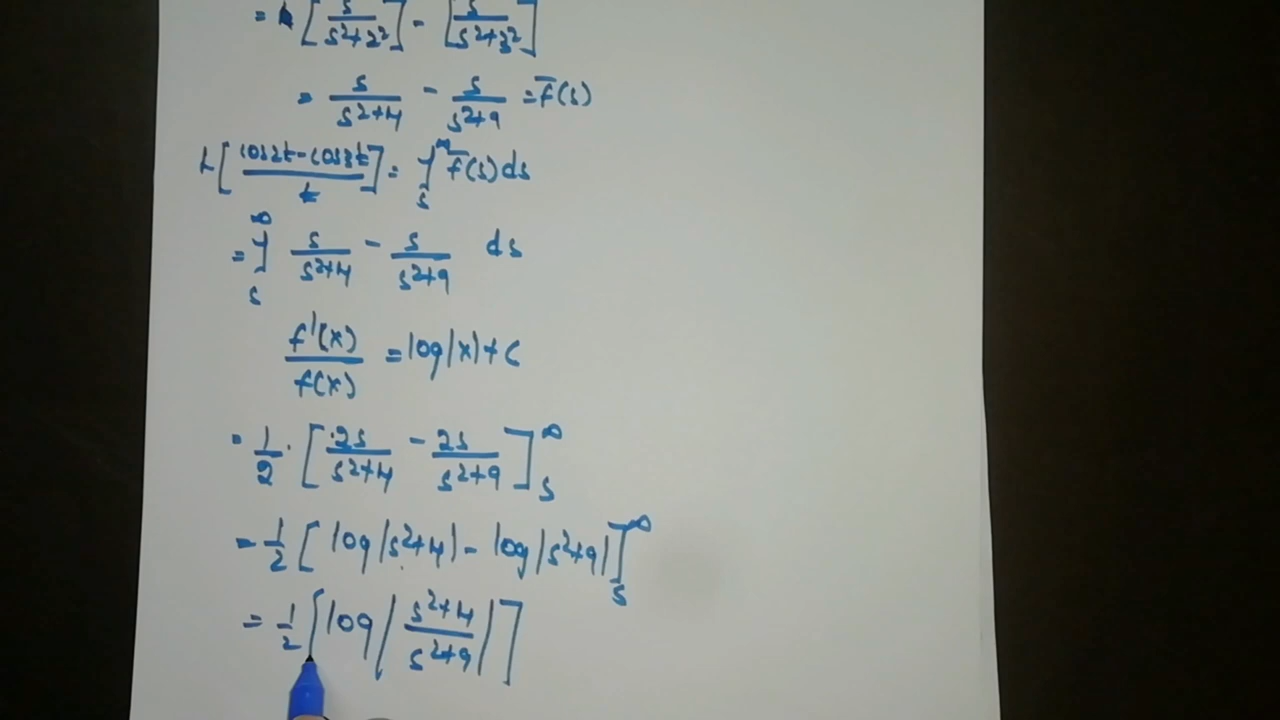 = [s/s²+2²] - [s/s²+3²]
= s/s²+4 - s/s²+9 = f̅(s)
L[cos2t-cos3t/t] = ∫ₛ^∞ f̅(s)ds
= ∫ₛ^∞ s/s²+4 - s/s²+9 ds
f'(x)/f(x) = log|x|+c
= 1/2 · [2s/s²+4 - 2s/s²+9]ₛ^∞
= 1/2 [log|s²+4| - log|s²+9|]ₛ^∞
= 1/2 [log|s²+4/s²+9|]